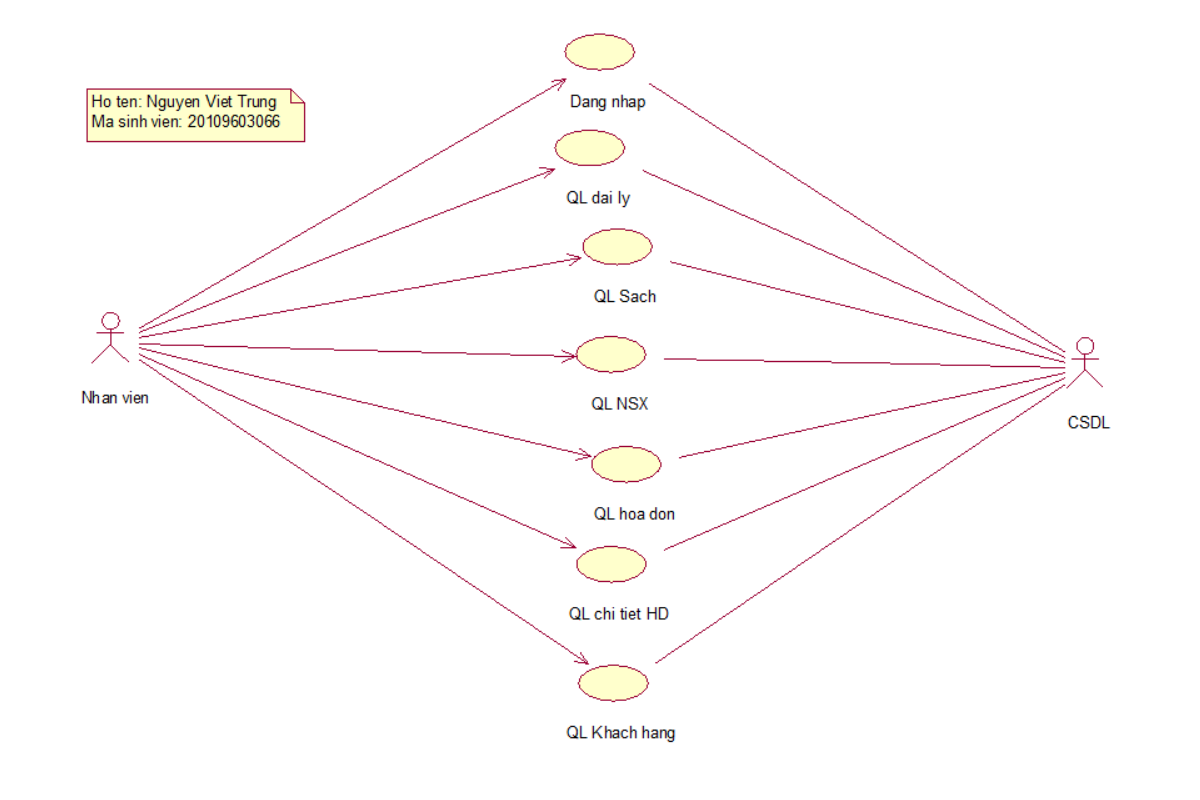 Ho ten: Nguyen Viet Trung
Ma sinh vien: 20109603066
Dang nhap
QL dai ly
QL Sach
Nhan vien
QL NSX
CSDL
QL hoa don
QL chi tiet HD
QL Khach hang